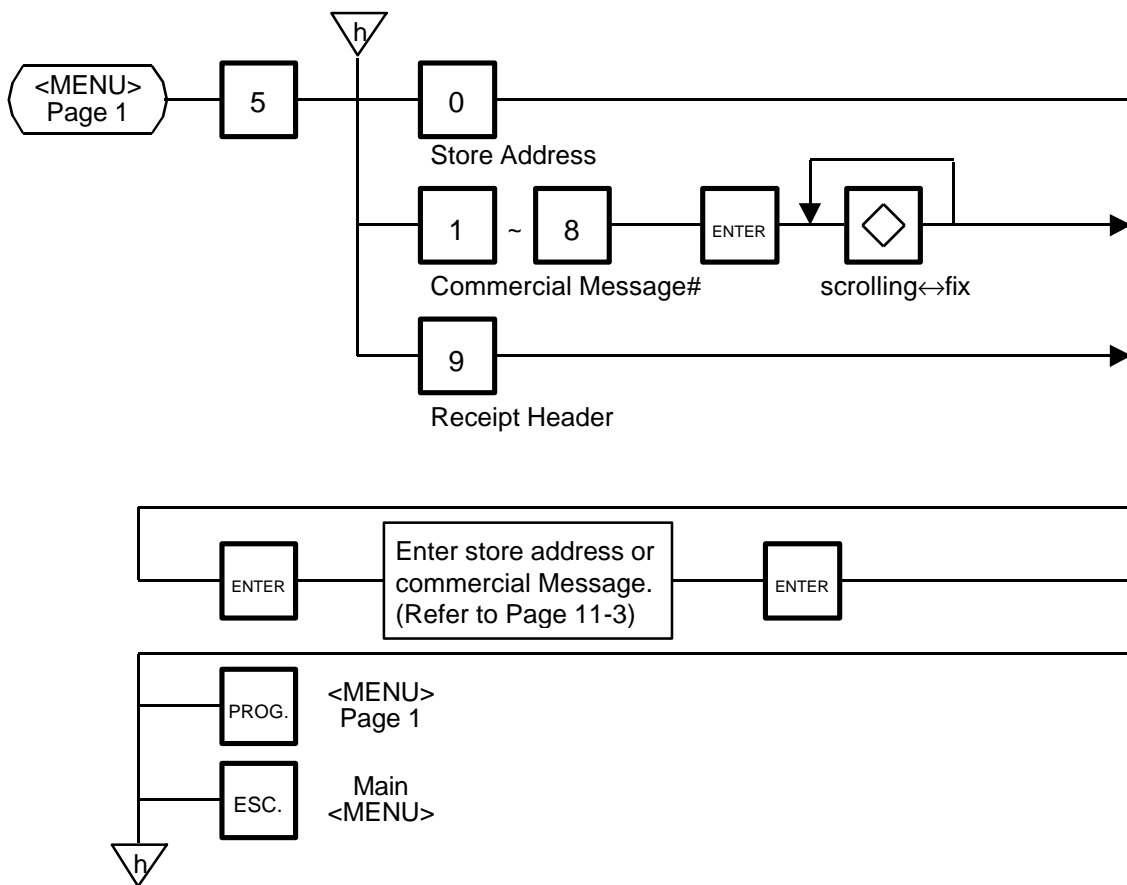 h
<MENU>
Page 1
5
0
Store Address
1 ~ 8 ENTER
Commercial Message# scrolling↔fix
9
Receipt Header
ENTER
Enter store address or
commercial Message.
(Refer to Page 11-3)
ENTER
PROG.
<MENU>
Page 1
ESC.
Main
<MENU>
h